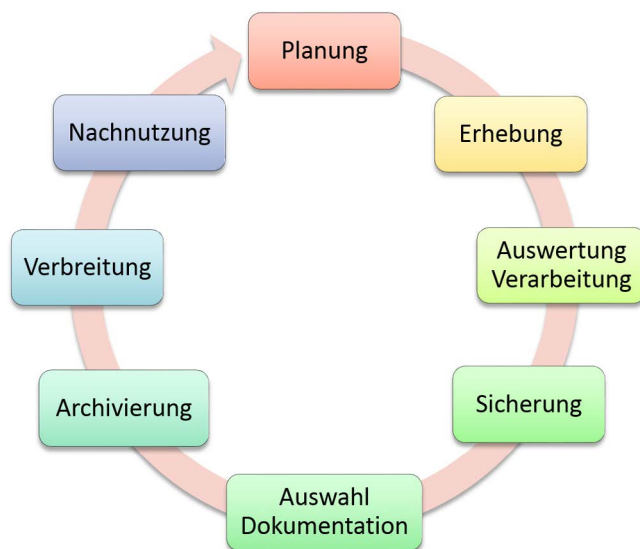 Planung
Erhebung
Auswertung
Verarbeitung
Sicherung
Auswahl
Dokumentation
Archivierung
Verbreitung
Nachnutzung